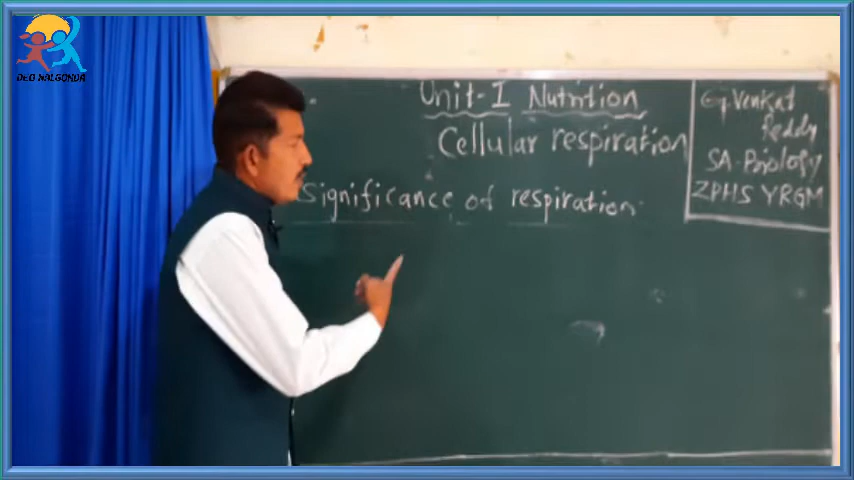 DEO NALGONDA
Unit-I Nutrition
Cellular respiration
Significance of respiration
G. Venkat
Reddy
SA-Biology
ZPHS YRGM